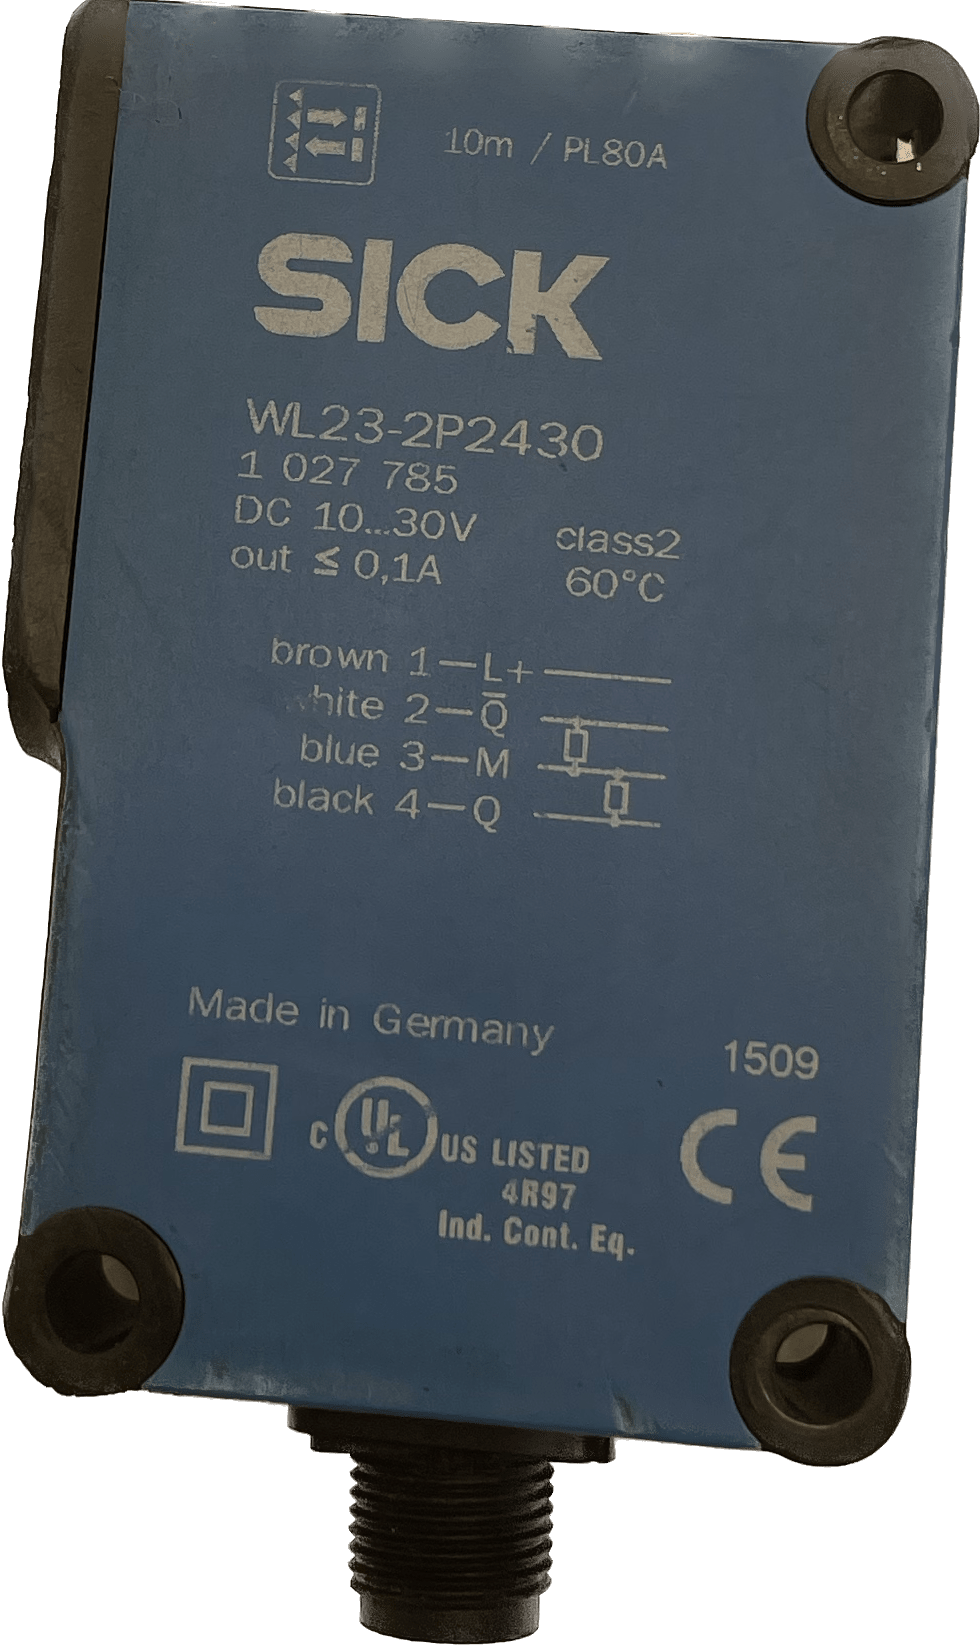 10m / PL80A
SICK
WL23-2P2430
1 027 785
DC 10...30V class2
out ≤ 0,1A 60°C
brown 1—L+
white 2—Q̅
blue 3—M
black 4—Q
Made in Germany
1509
C UL US LISTED
CE
4R97
Ind. Cont. Eq.